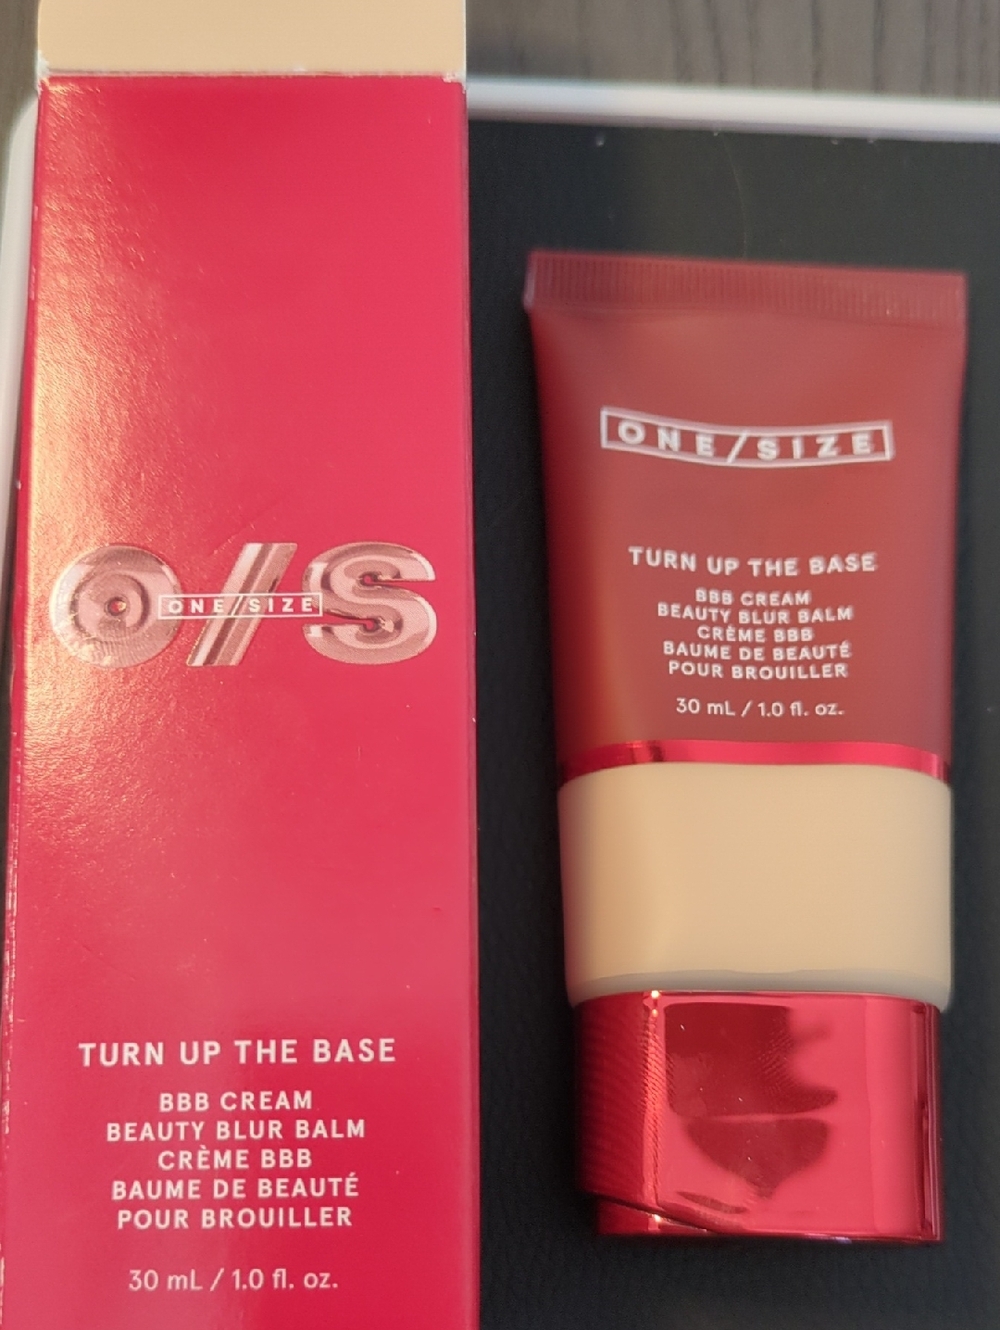 O/S
ONE/SIZE
TURN UP THE BASE
BBB CREAM
BEAUTY BLUR BALM
CRÈME BBB
BAUME DE BEAUTÉ
POUR BROUILLER
30 mL / 1.0 fl. oz.
ONE/SIZE
TURN UP THE BASE
BBB CREAM
BEAUTY BLUR BALM
CRÈME BBB
BAUME DE BEAUTÉ
POUR BROUILLER
30 mL / 1.0 fl. oz.